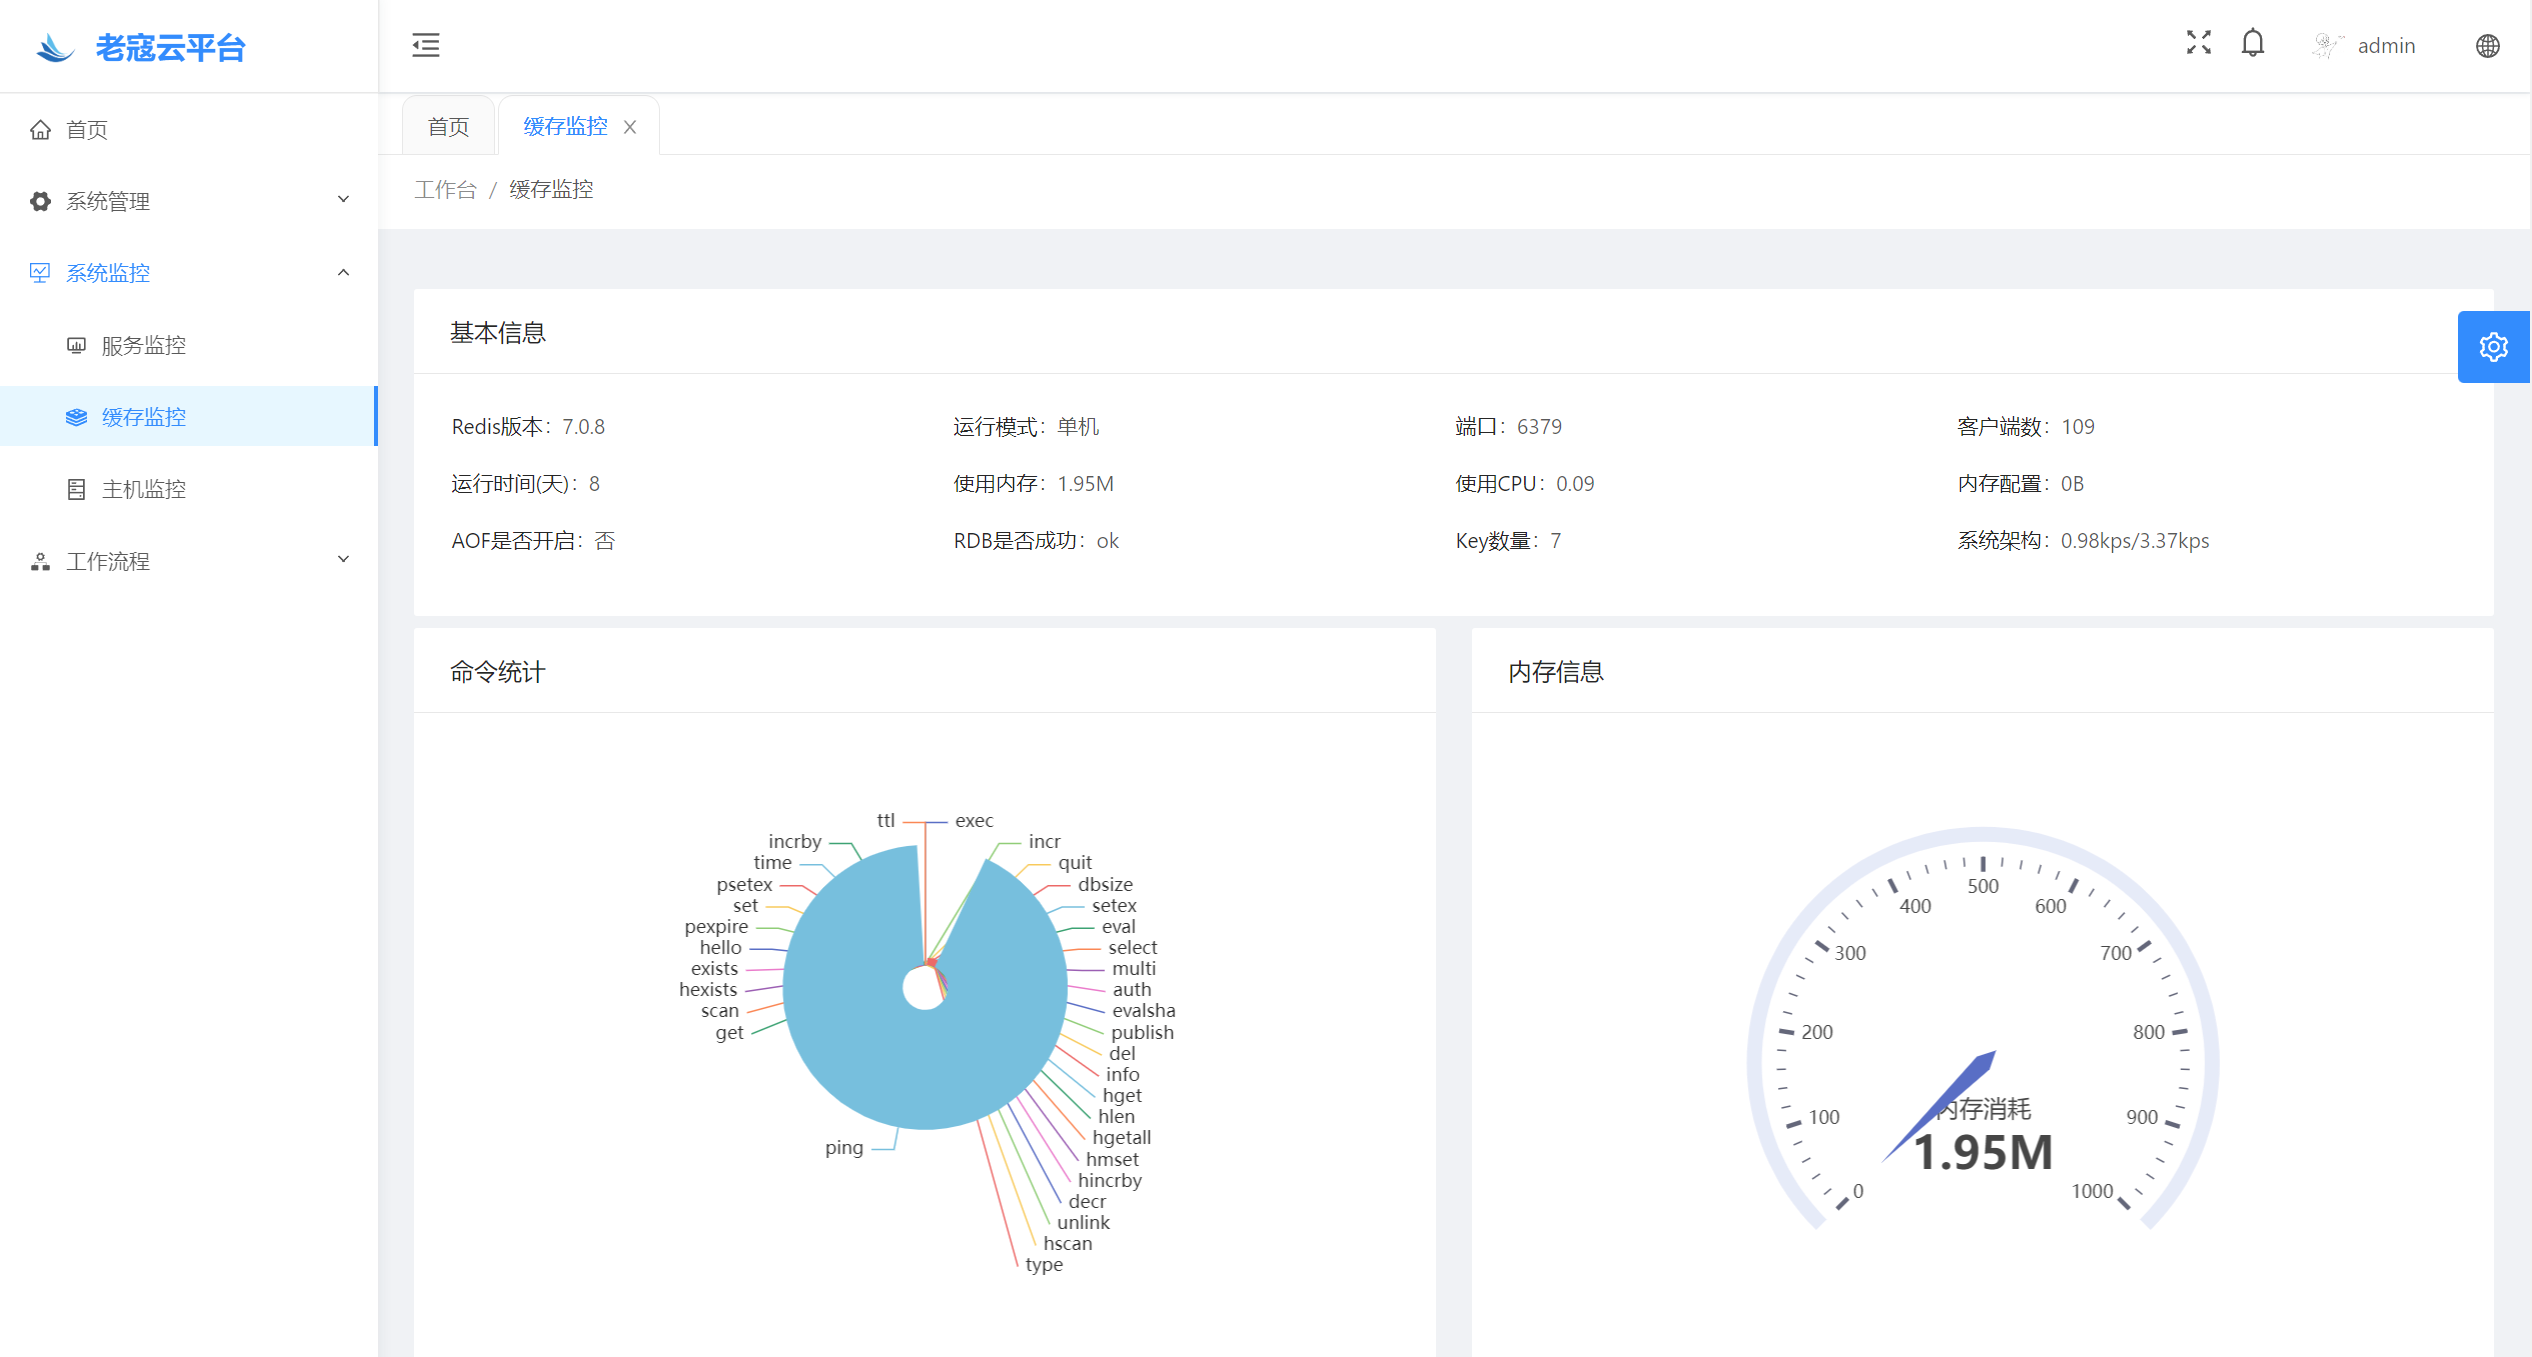 老寇云平台
admin
首页
系统管理
系统监控
服务监控
缓存监控
主机监控
工作流程
首页
缓存监控
工作台 / 缓存监控
基本信息
Redis版本：7.0.8
运行模式：单机
端口：6379
客户端数：109
运行时间(天)：8
使用内存：1.95M
使用CPU：0.09
内存配置：0B
AOF是否开启：否
RDB是否成功：ok
Key数量：7
系统架构：0.98kps/3.37kps
命令统计
ttl
exec
incrby
incr
time
quit
psetex
dbsize
set
setex
pexpire
eval
hello
select
exists
multi
hexists
auth
scan
evalsha
get
publish
del
info
hget
hlen
hgetall
ping
hmset
hincrby
decr
unlink
hscan
type
内存信息
0
100
200
300
400
500
600
700
800
900
1000
内存消耗
1.95M